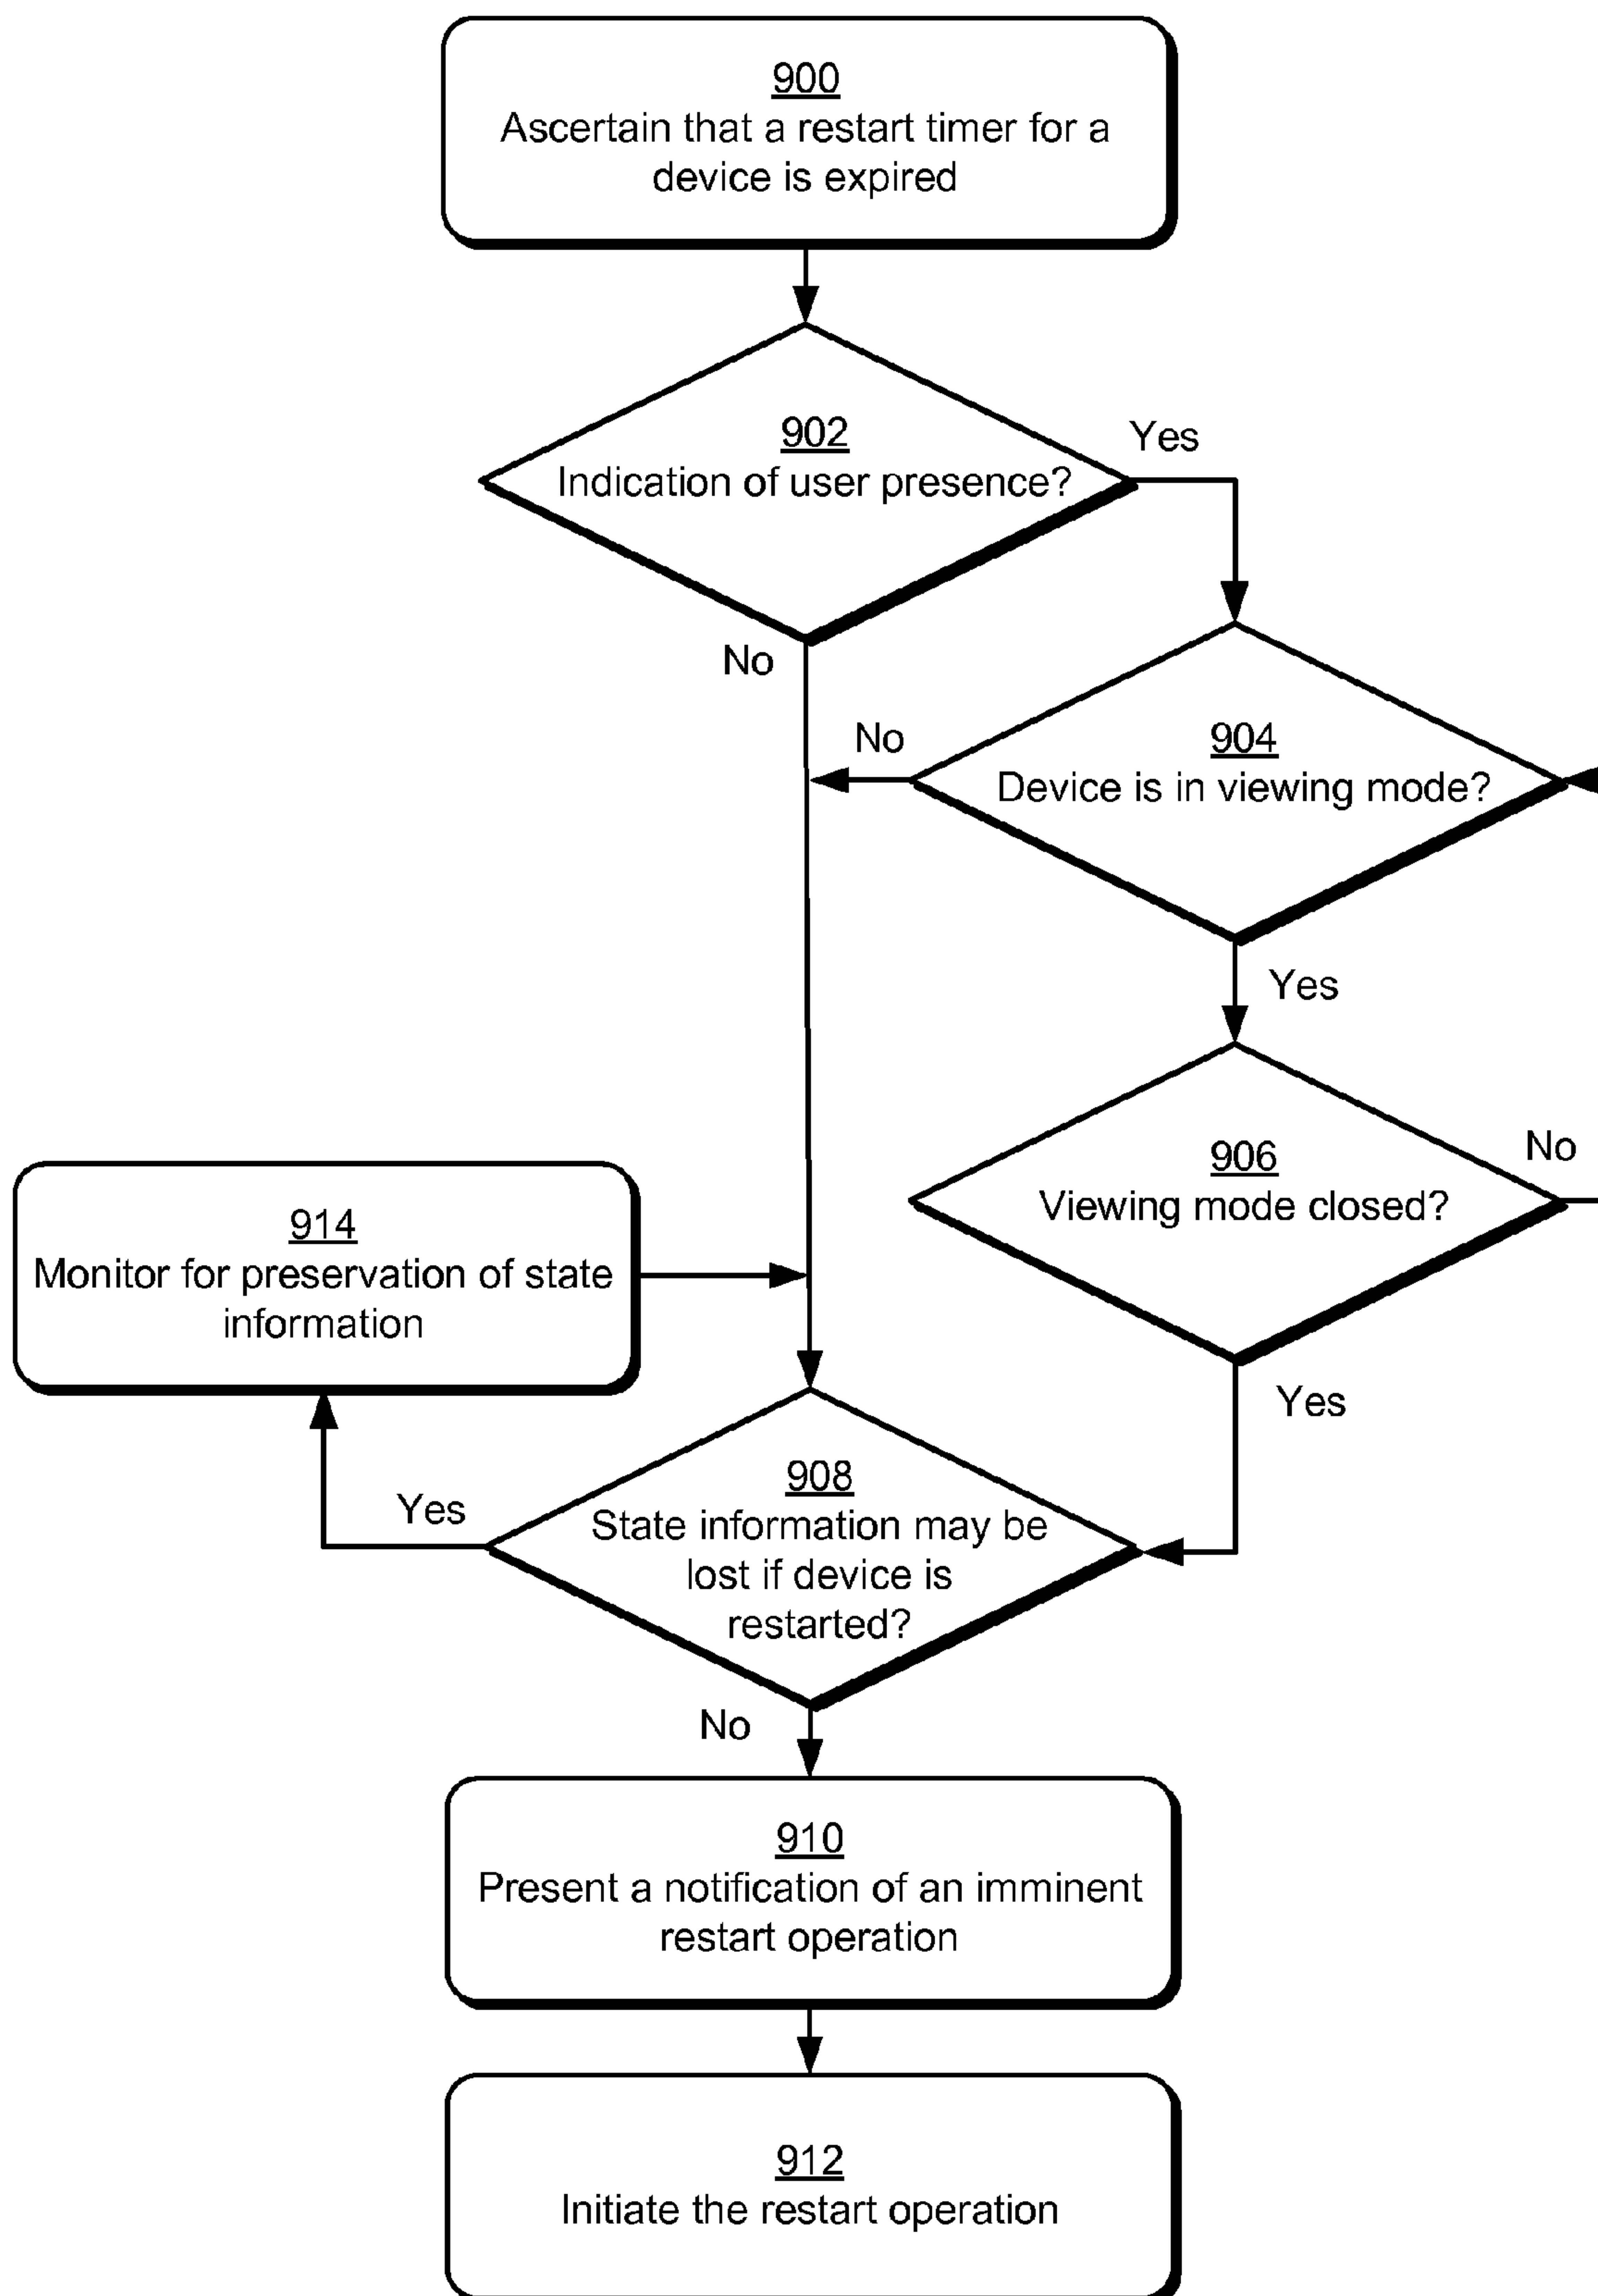 900
Ascertain that a restart timer for a
device is expired
902
Indication of user presence?
Yes
No
904
Device is in viewing mode?
No
Yes
906
Viewing mode closed?
No
Yes
914
Monitor for preservation of state
information
908
State information may be
lost if device is
restarted?
Yes
No
910
Present a notification of an imminent
restart operation
912
Initiate the restart operation